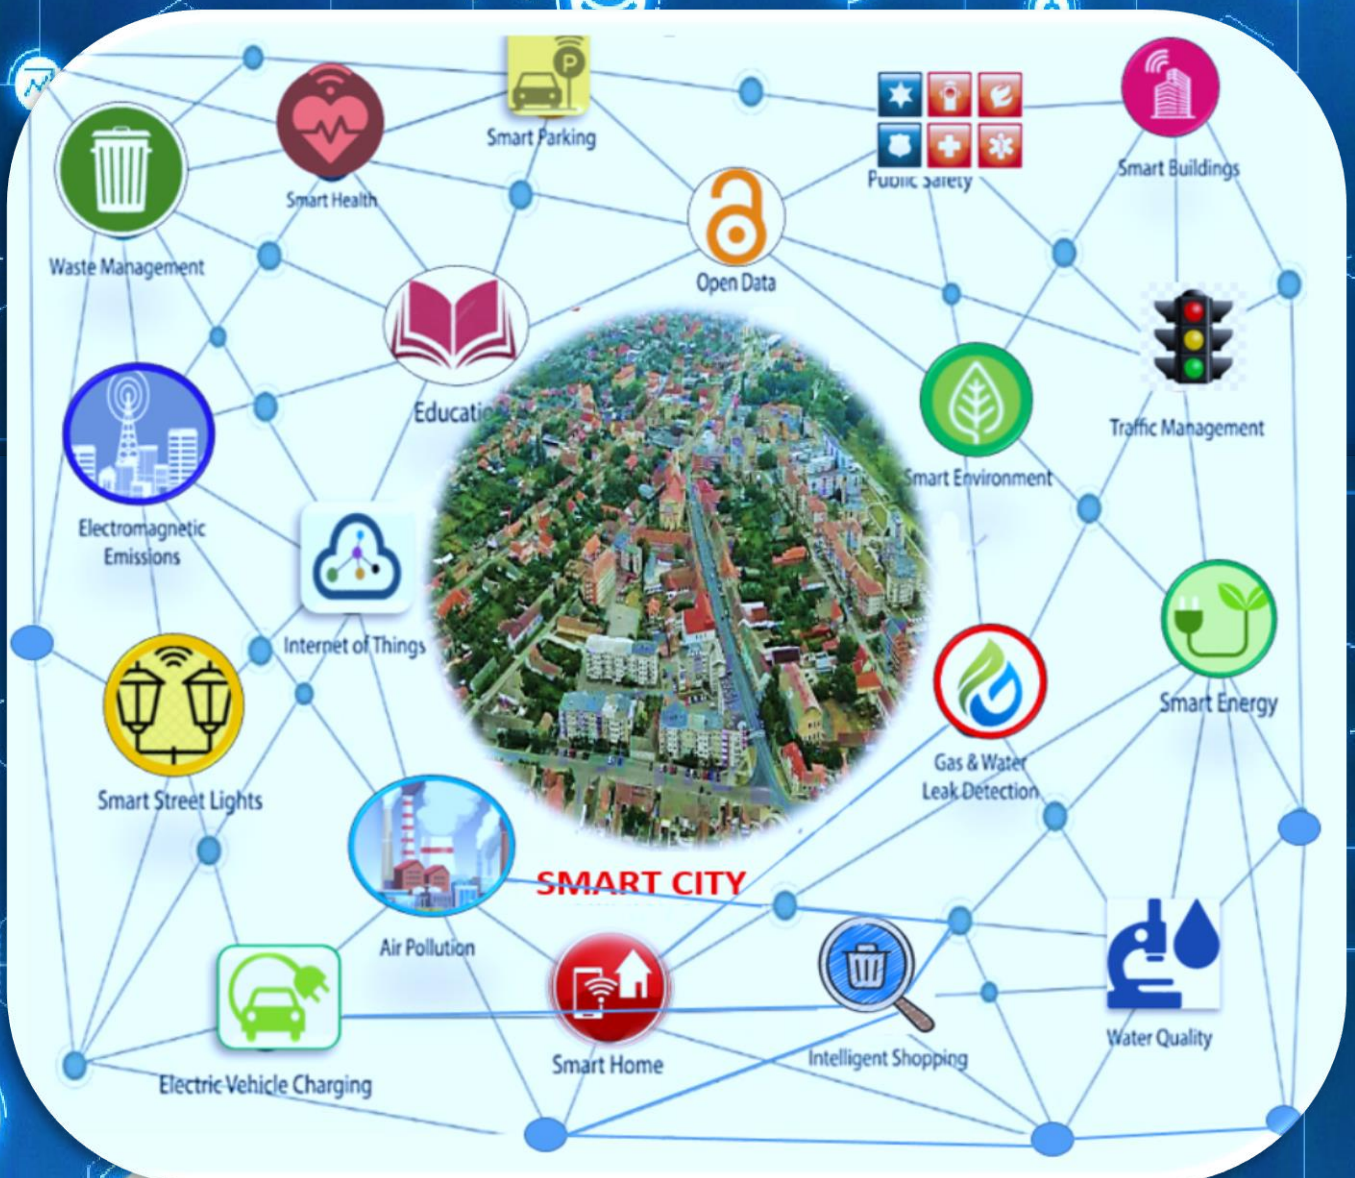 P
Smart Parking
Smart Health
Public Safety
Smart Buildings
Waste Management
Open Data
Educatio
Traffic Management
Smart Environment
Electromagnetic
Emissions
Internet of Things
Smart Energy
Gas & Water
Leak Detection
Smart Street Lights
SMART CITY
Air Pollution
Smart Home
Intelligent Shopping
Water Quality
Electric Vehicle Charging